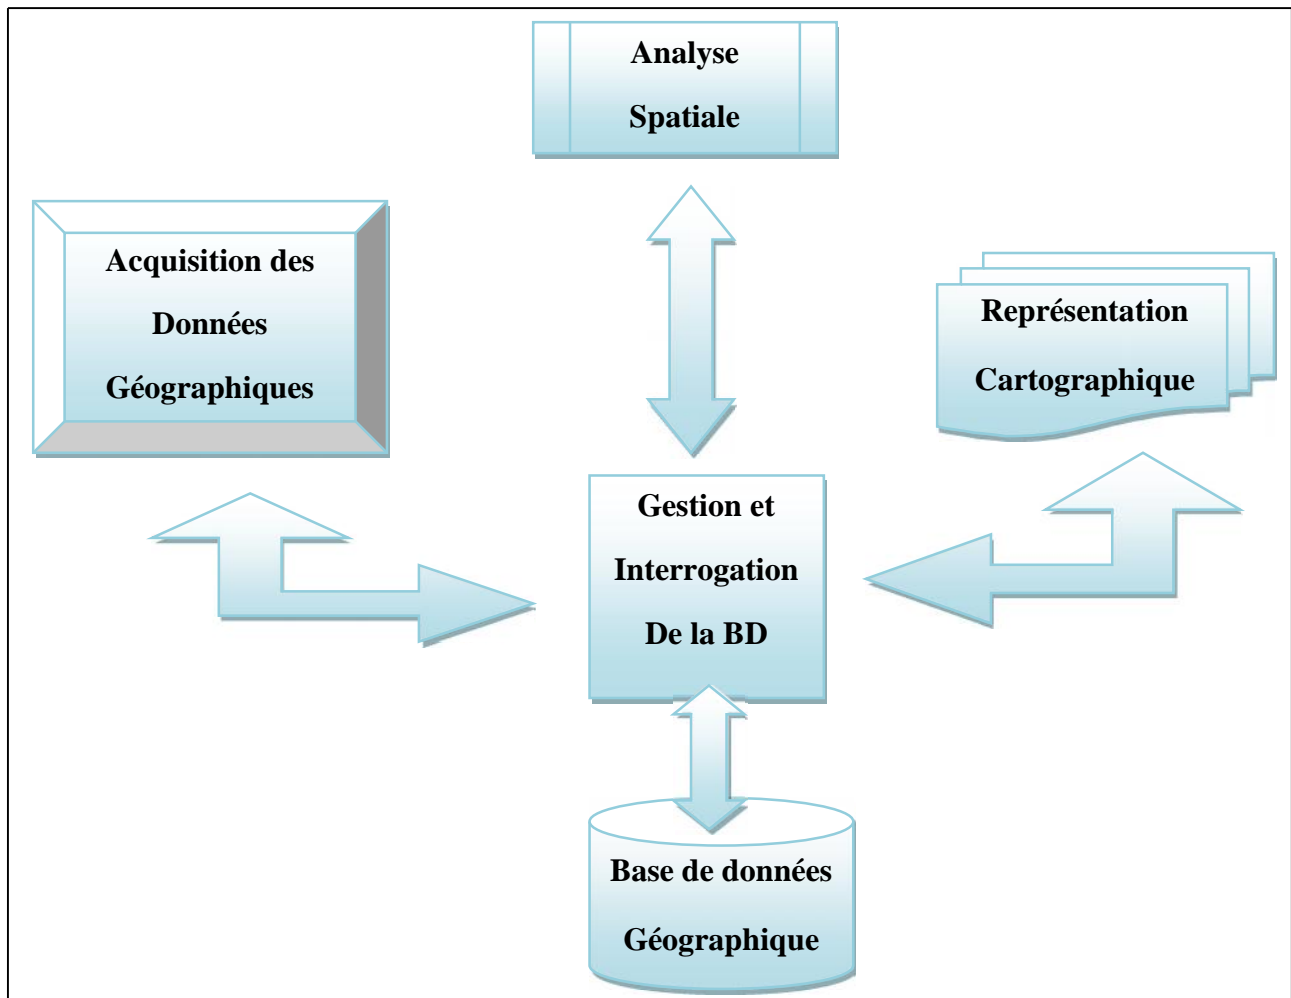 Analyse
Spatiale
Acquisition des
Données
Géographiques
Représentation
Cartographique
Gestion et
Interrogation
De la BD
Base de données
Géographique